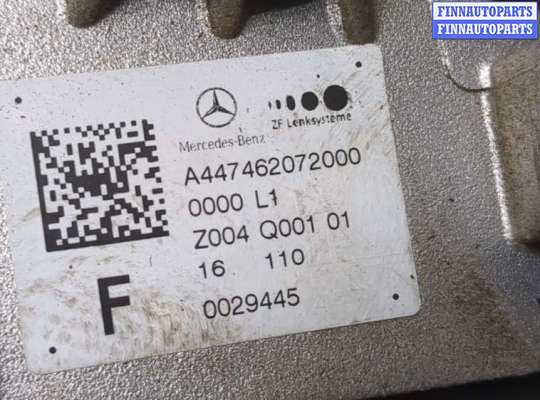 FINNAUTOPARTS
FINNAUTOPARTS
ZF Lenksysteme
Mercedes-Benz
A447462072000
0000 L1
Z004 Q001 01
16 110
F
0029445